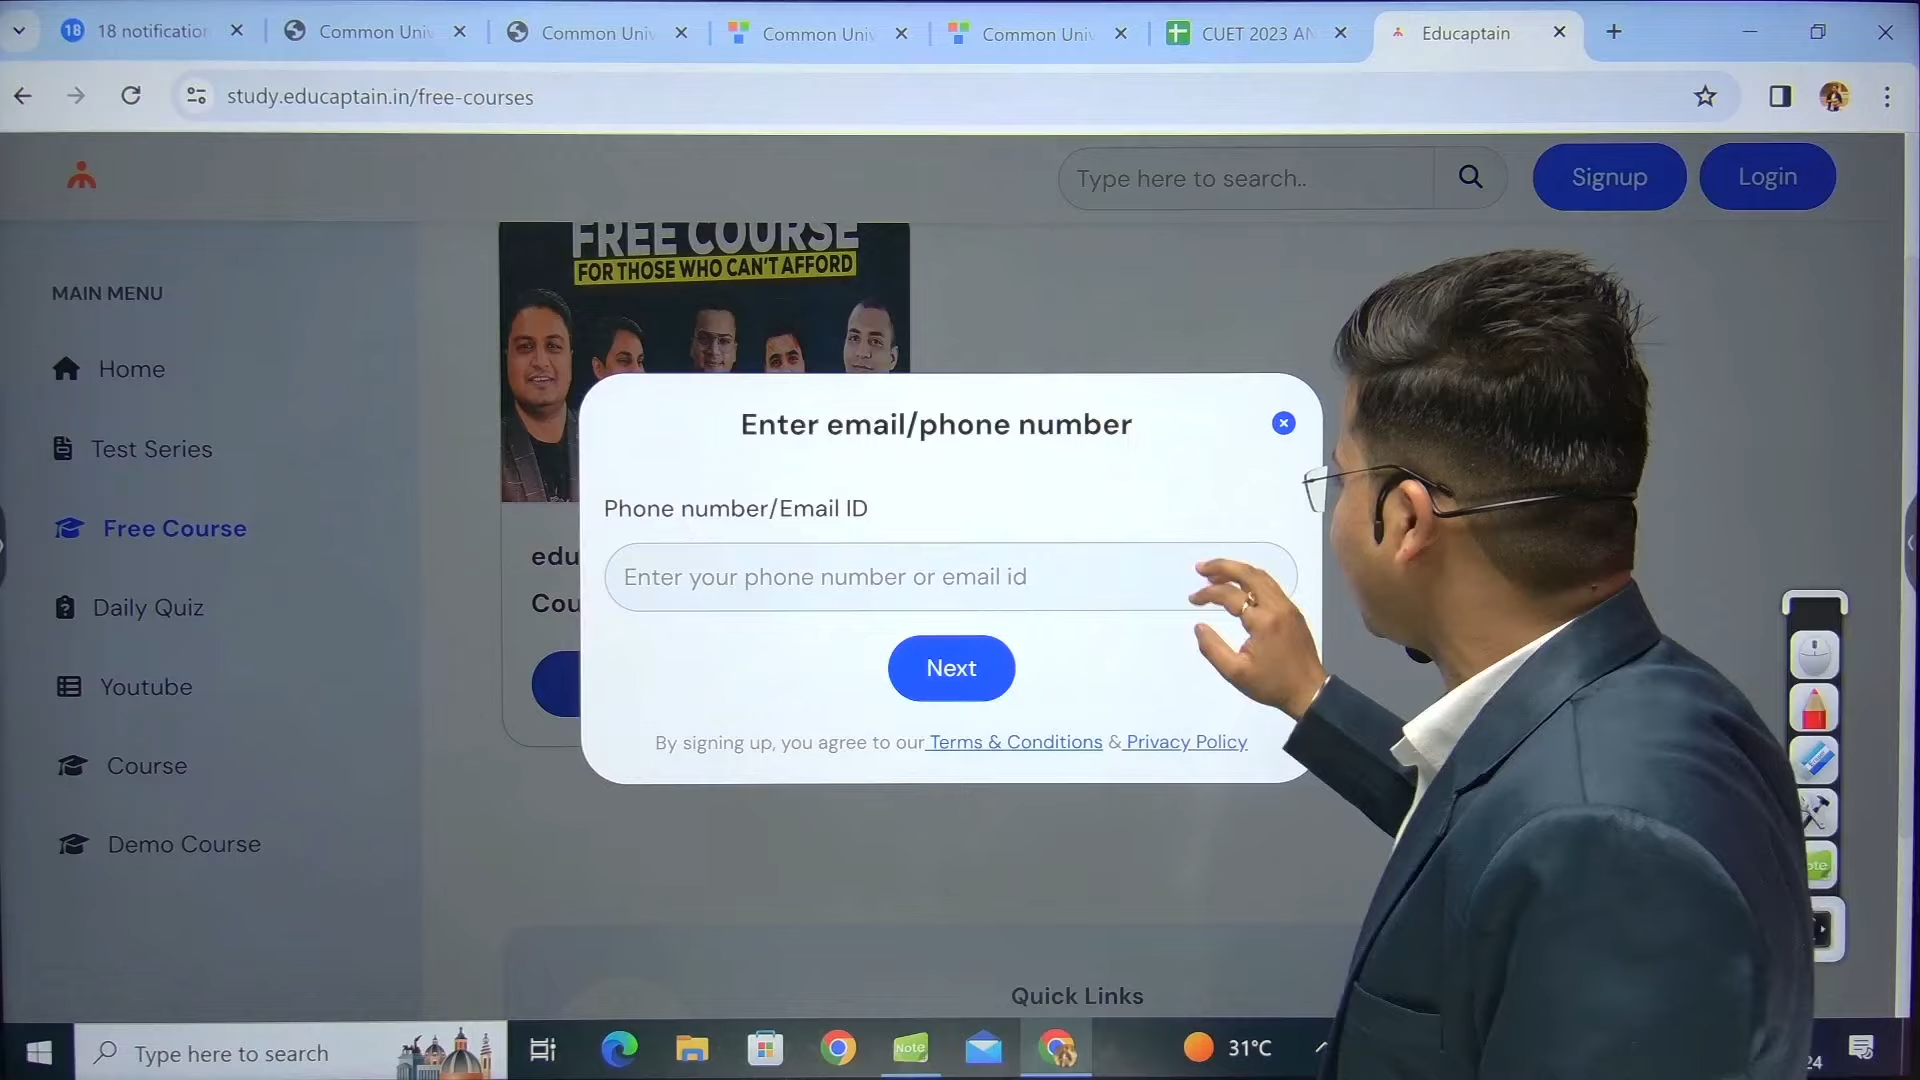 18
18 notification
Common Univ
Common Univ
Common Univ
Common Univ
CUET 2023 AN
Educaptain
study.educaptain.in/free-courses
Type here to search..
Signup
Login
FREE COURSE
FOR THOSE WHO CAN'T AFFORD
MAIN MENU
Home
Test Series
Free Course
Daily Quiz
Youtube
Course
Demo Course
Enter email/phone number
Phone number/Email ID
edu
Enter your phone number or email id
Cou
Next
By signing up, you agree to our Terms & Conditions & Privacy Policy
Quick Links
Type here to search
Note
31°C
24